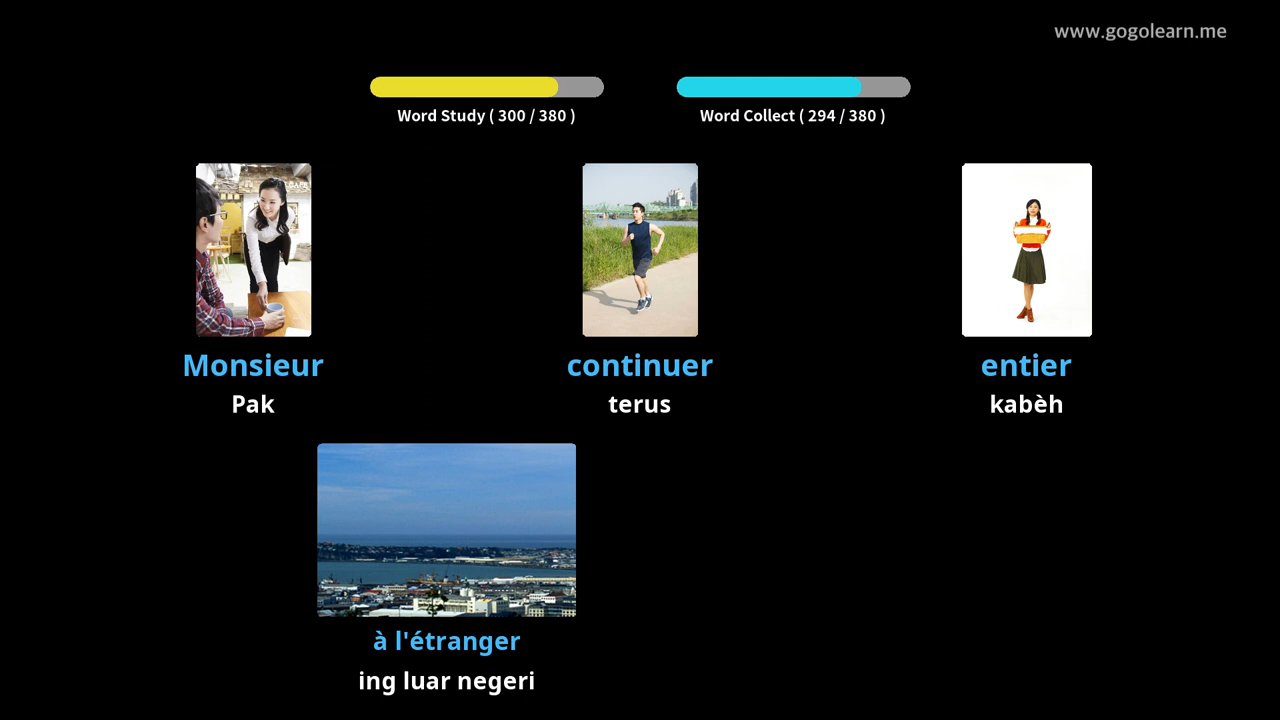 www.gogolearn.me
Word Study ( 300 / 380 )
Word Collect ( 294 / 380 )
Monsieur
Pak
continuer
terus
entier
kabèh
à l'étranger
ing luar negeri